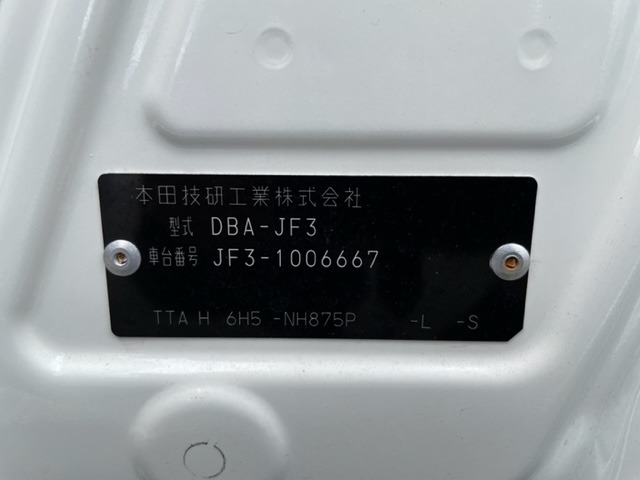 本田技研工業株式会社
型式 DBA-JF3
車台番号 JF3-1006667
TTA H 6H5 -NH875P -L -S